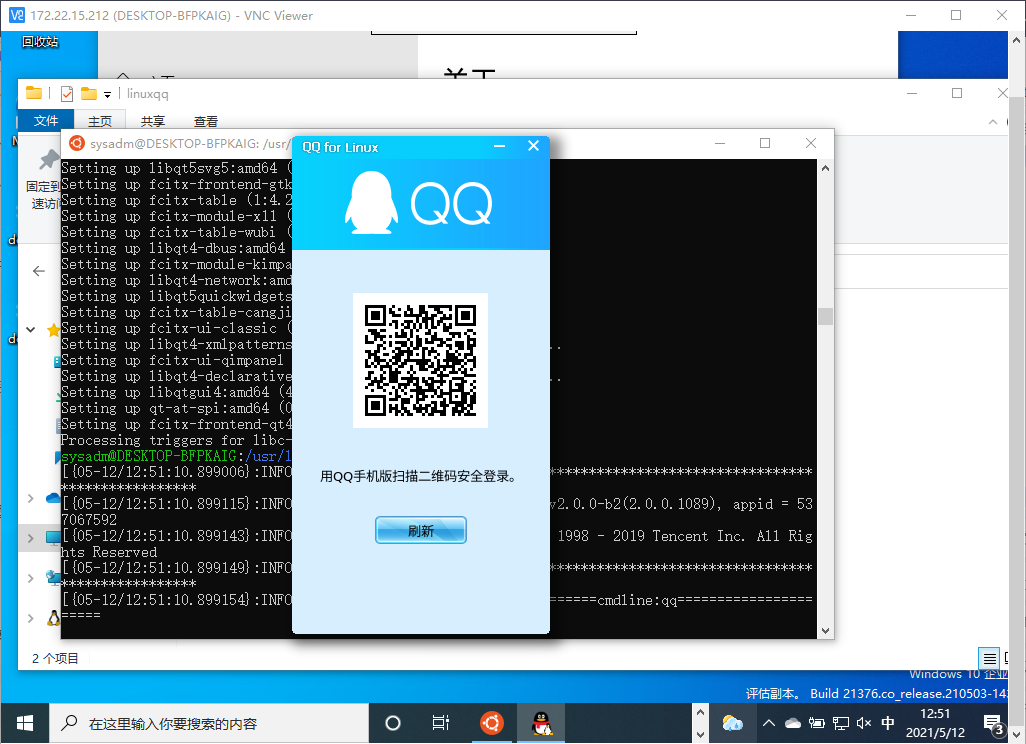 172.22.15.212 (DESKTOP-BFPKAIG) - VNC Viewer
回收站
linuxqq
文件 主页 共享 查看
固定到
速访
sysadm@DESKTOP-BFPKAIG: /usr/
Setting up libqt5svg5:amd64 (
Setting up fcitx-frontend-gtk
Setting up fcitx-table (1:4.2
Setting up fcitx-module-x11 (
Setting up fcitx-table-wubi (
Setting up libqt4-dbus:amd64
Setting up fcitx-module-kimpa
Setting up libqt4-network:amd
Setting up libqt5quickwidgets
Setting up fcitx-table-cangji
Setting up fcitx-ui-classic (
Setting up libqt4-xmlpatterns ..
Setting up fcitx-ui-qimpanel
Setting up libqt4-declarative ..
Setting up libqtgui4:amd64 (4
Setting up qt-at-spi:amd64 (0
Setting up fcitx-frontend-qt4
Processing triggers for libc-
sysadm@DESKTOP-BFPKAIG:/usr/l
[{05-12/12:51:10.899006}:INFO *********************************
*****************
[{05-12/12:51:10.899115}:INFO v2.0.0-b2(2.0.0.1089), appid = 53
7067592
[{05-12/12:51:10.899143}:INFO 1998 - 2019 Tencent Inc. All Rig
hts Reserved
[{05-12/12:51:10.899149}:INFO *********************************
*****************
[{05-12/12:51:10.899154}:INFO ======cmdline:qq=================
=====
QQ for Linux
QQ
用QQ手机版扫描二维码安全登录。
刷新
2 个项目
Windows 10 企业
评估副本。 Build 21376.co_release.210503-14
在这里输入你要搜索的内容
中
12:51
2021/5/12
3